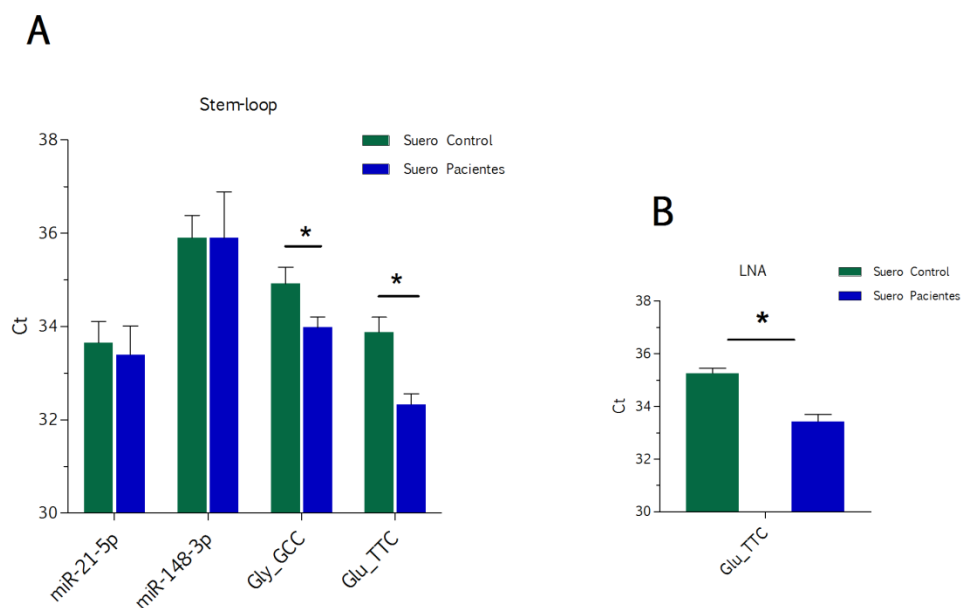 A
Stem-loop
Suero Control
Suero Pacientes
Ct
38
36
34
32
30
*
*
miR-21-5p
miR-148-3p
Gly_GCC
Glu_TTC
B
LNA
Suero Control
Suero Pacientes
Ct
38
36
34
32
30
*
Glu_TTC